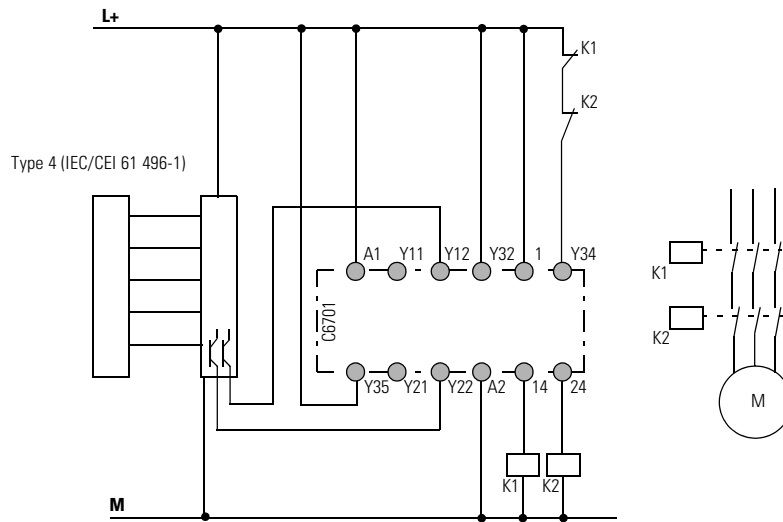 L+
K1
K2
Type 4 (IEC/CEI 61 496-1)
A1 Y11 Y12 Y32 1 Y34
C6701
K1
K2
M
Y35 Y21 Y22 A2 14 24
K1 K2
M